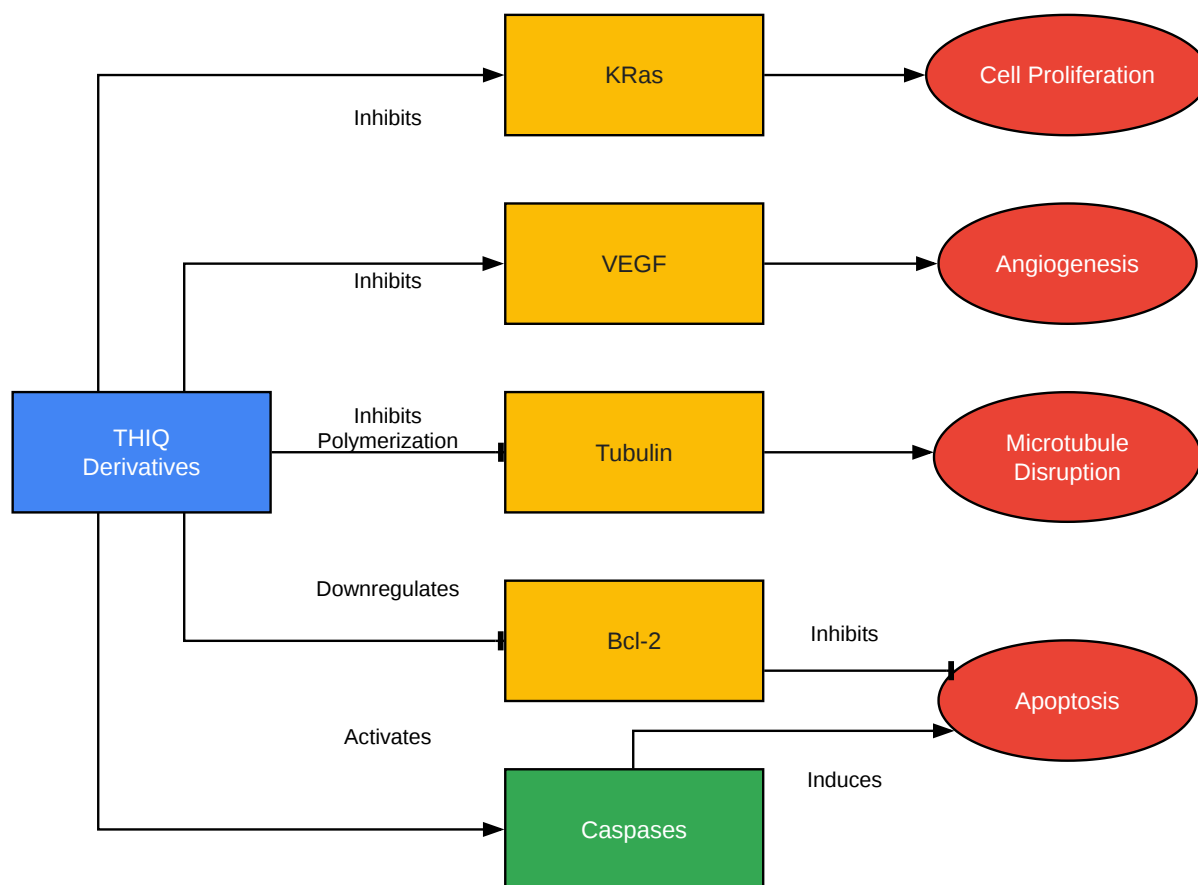 KRas
Cell Proliferation
Inhibits
VEGF
Angiogenesis
Inhibits
THIQ
Derivatives
Inhibits
Polymerization
Tubulin
Microtubule
Disruption
Downregulates
Bcl-2
Inhibits
Apoptosis
Activates
Induces
Caspases